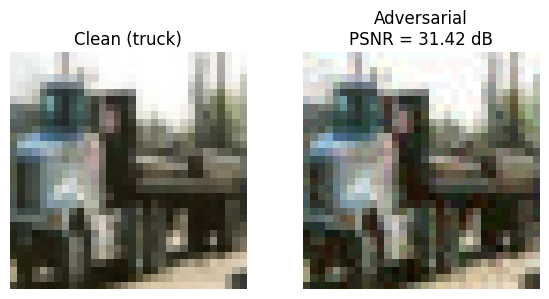 Clean (truck)
Adversarial
PSNR = 31.42 dB